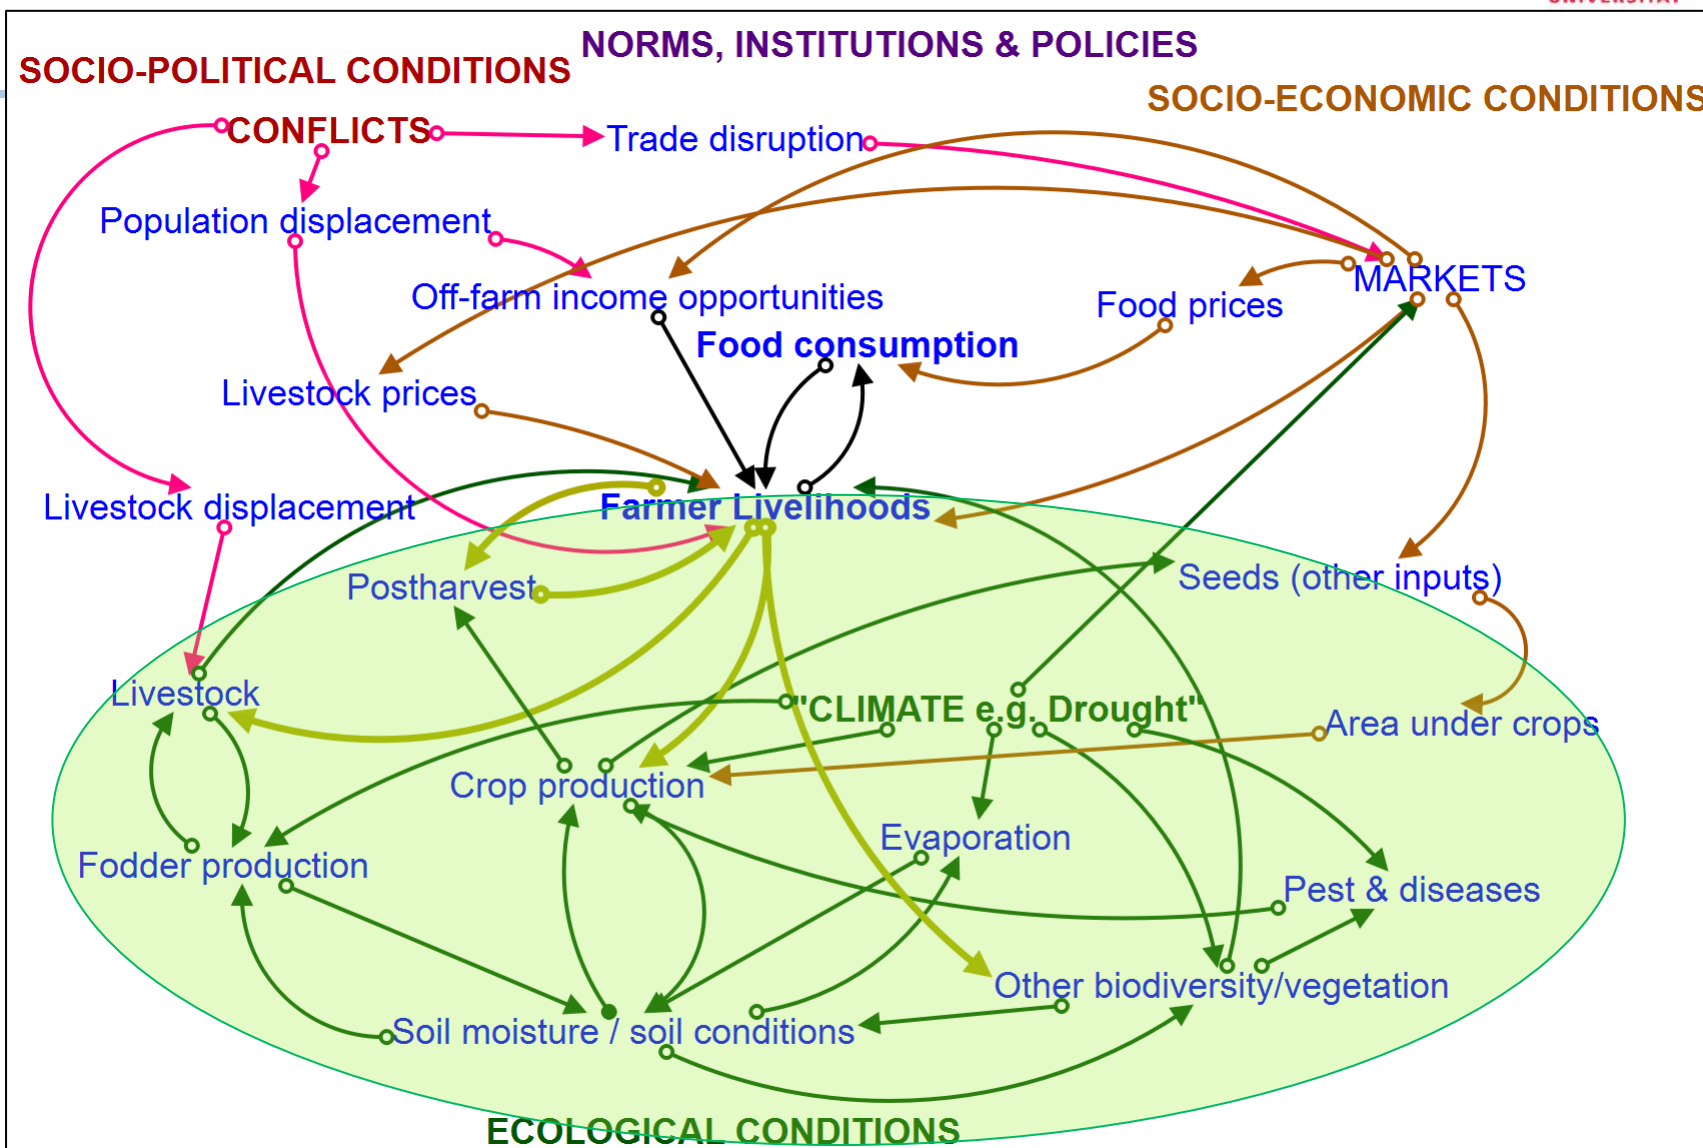 UNIVERSITÄT
NORMS, INSTITUTIONS & POLICIES
SOCIO-POLITICAL CONDITIONS
SOCIO-ECONOMIC CONDITIONS
CONFLICTS
Trade disruption
Population displacement
MARKETS
Off-farm income opportunities
Food prices
Food consumption
Livestock prices
Livestock displacement
Farmer Livelihoods
Postharvest
Seeds (other inputs)
Livestock
"CLIMATE e.g. Drought"
Area under crops
Crop production
Evaporation
Fodder production
Pest & diseases
Other biodiversity/vegetation
Soil moisture / soil conditions
ECOLOGICAL CONDITIONS